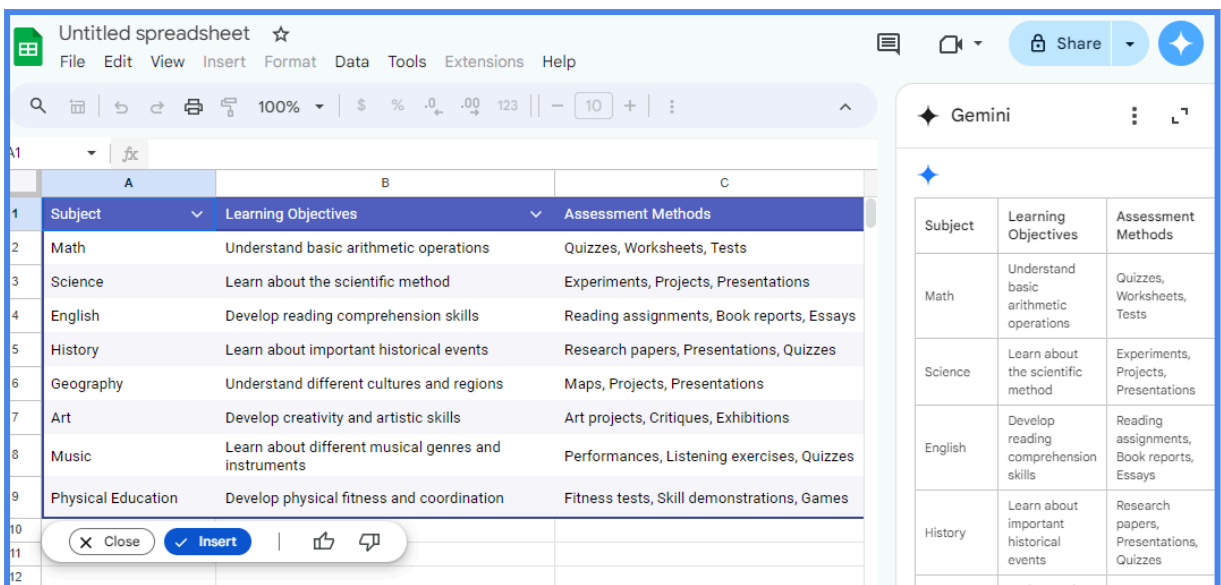 Untitled spreadsheet
File Edit View Insert Format Data Tools Extensions Help
Share
100% $ % .0 .00 123 10
Gemini
A1 fx
A B C
1 Subject Learning Objectives Assessment Methods
2 Math Understand basic arithmetic operations Quizzes, Worksheets, Tests
3 Science Learn about the scientific method Experiments, Projects, Presentations
4 English Develop reading comprehension skills Reading assignments, Book reports, Essays
5 History Learn about important historical events Research papers, Presentations, Quizzes
6 Geography Understand different cultures and regions Maps, Projects, Presentations
7 Art Develop creativity and artistic skills Art projects, Critiques, Exhibitions
8 Music Learn about different musical genres and
instruments Performances, Listening exercises, Quizzes
9 Physical Education Develop physical fitness and coordination Fitness tests, Skill demonstrations, Games
10
Close Insert
11
12
Subject
Learning
Objectives
Assessment
Methods
Math
Understand
basic
arithmetic
operations
Quizzes,
Worksheets,
Tests
Science
Learn about
the scientific
method
Experiments,
Projects,
Presentations
English
Develop
reading
comprehension
skills
Reading
assignments,
Book reports,
Essays
History
Learn about
important
historical
events
Research
papers,
Presentations,
Quizzes